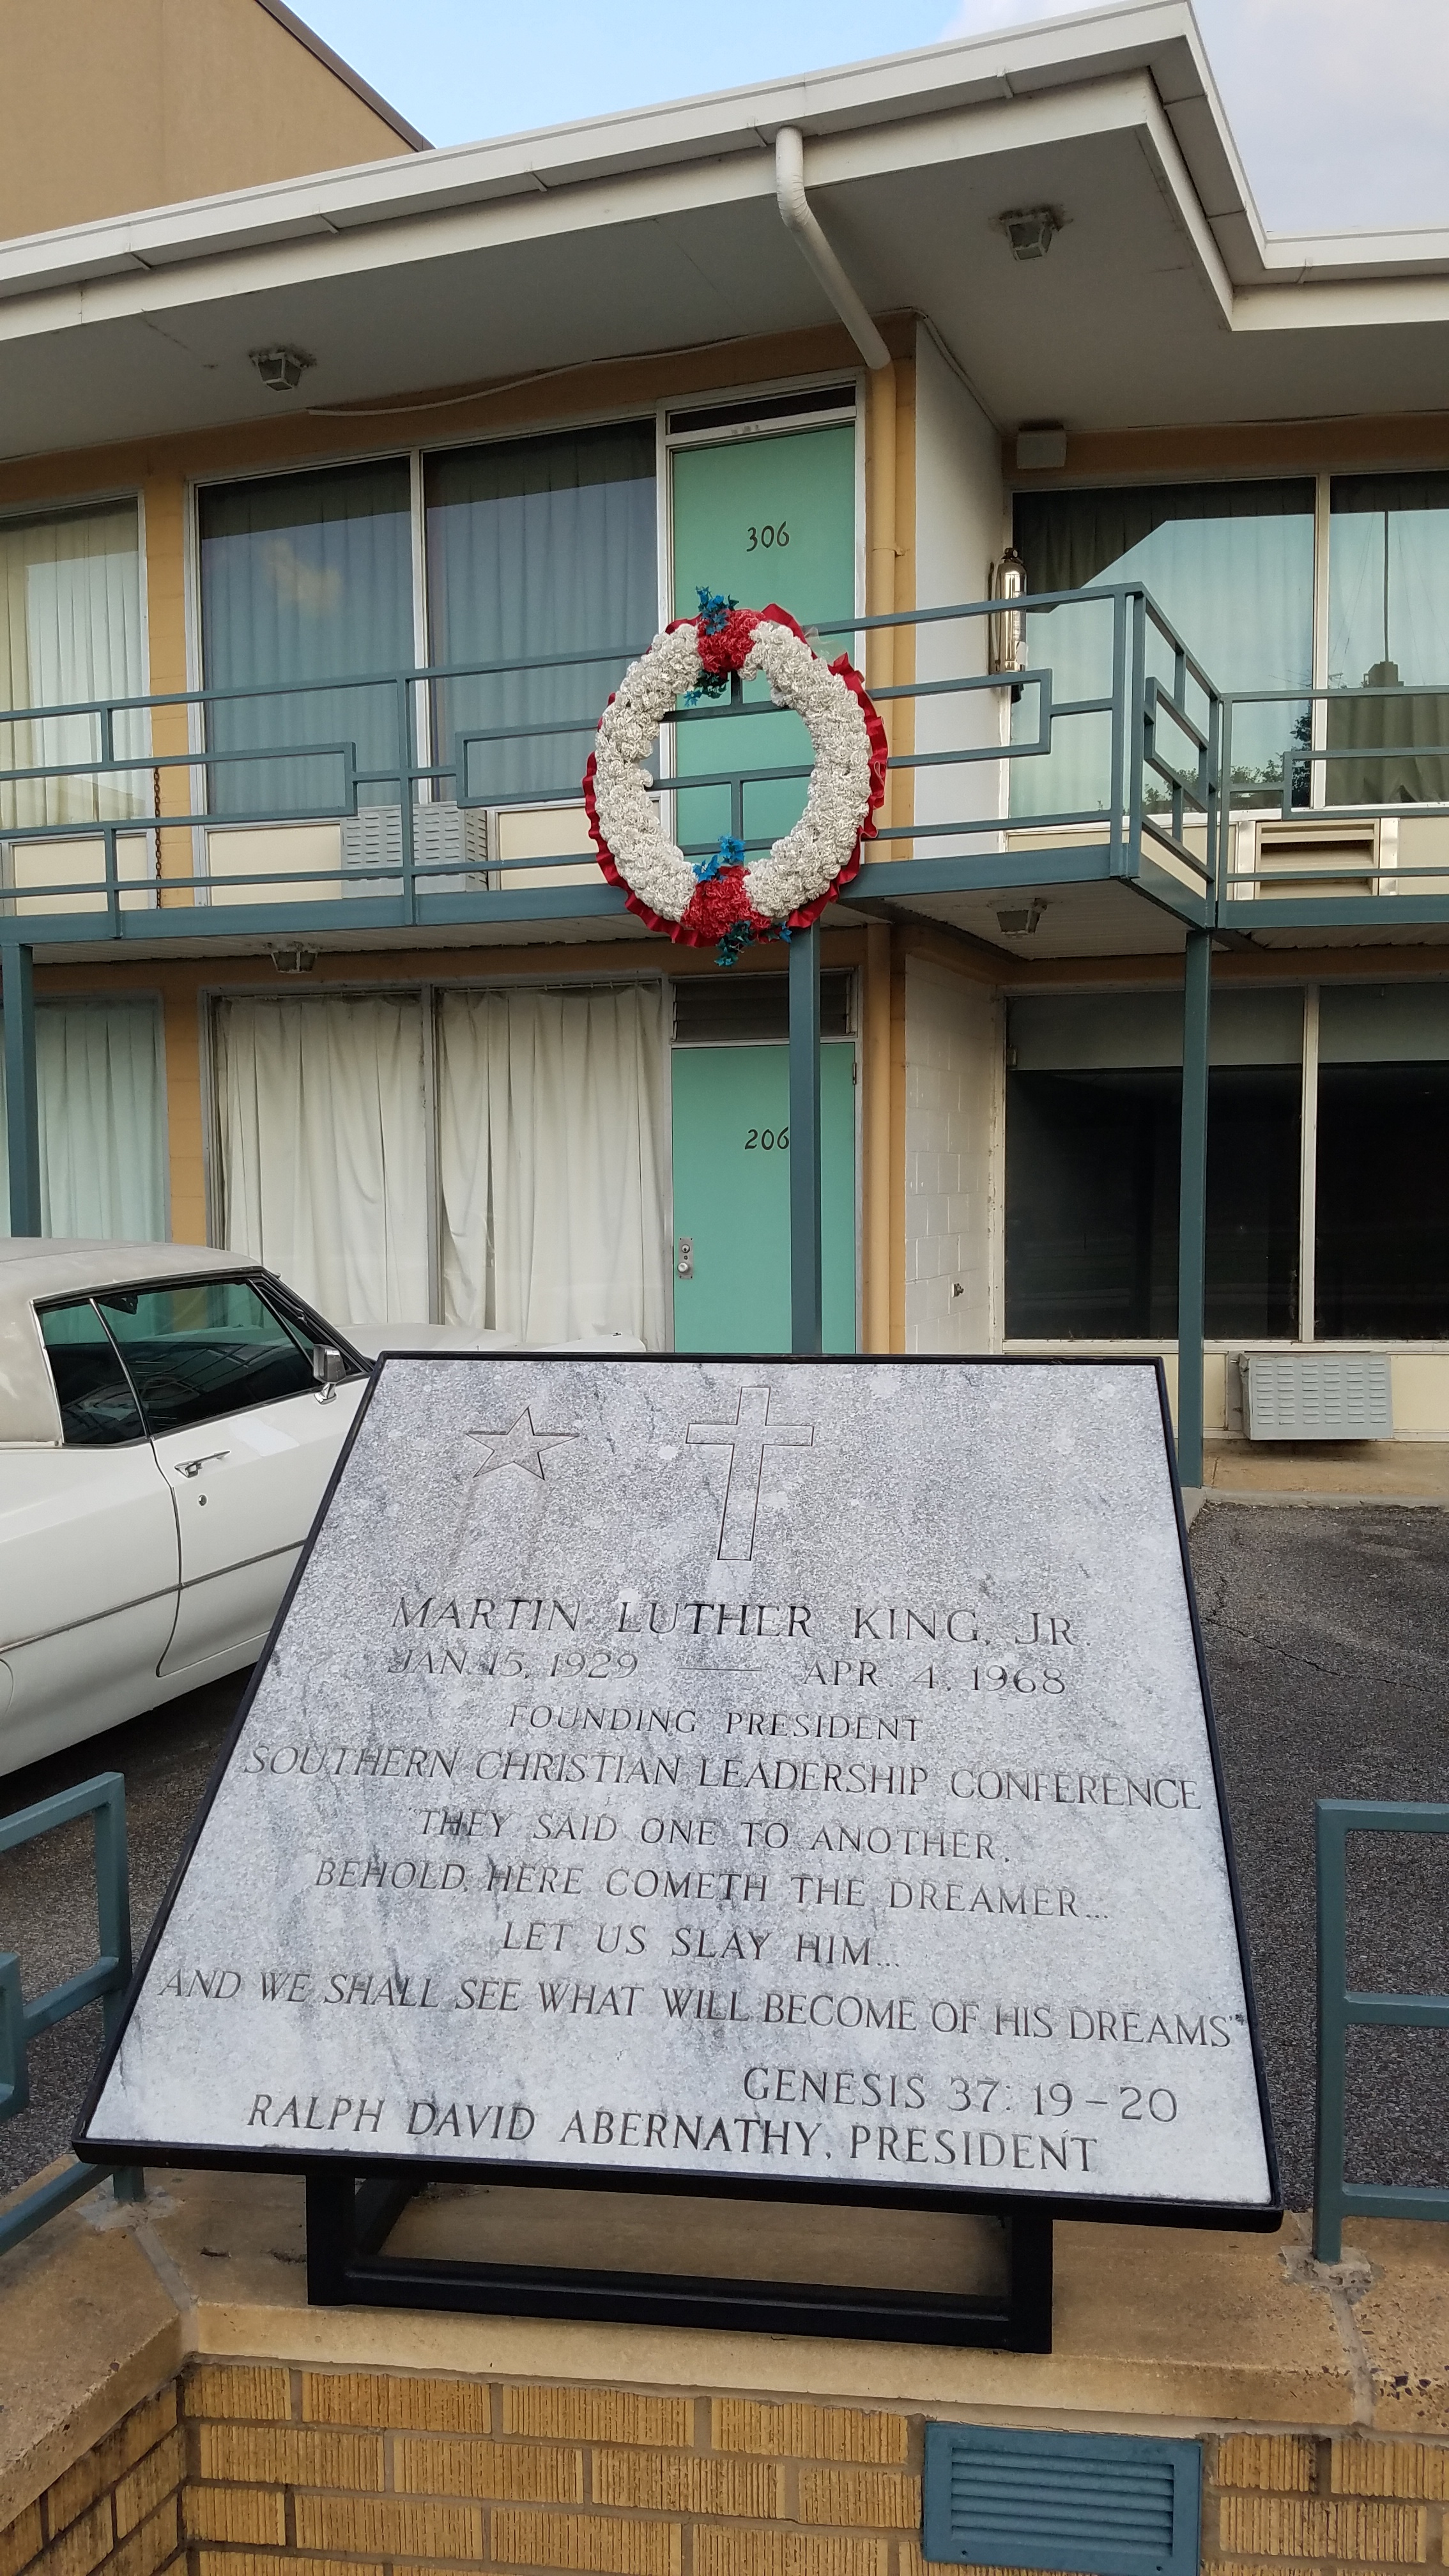 306
206
MARTIN LUTHER KING, JR.
JAN. 15, 1929 — APR. 4, 1968
FOUNDING PRESIDENT
SOUTHERN CHRISTIAN LEADERSHIP CONFERENCE
"THEY SAID ONE TO ANOTHER,
BEHOLD, HERE COMETH THE DREAMER...
LET US SLAY HIM...
AND WE SHALL SEE WHAT WILL BECOME OF HIS DREAMS"
GENESIS 37: 19-20
RALPH DAVID ABERNATHY, PRESIDENT